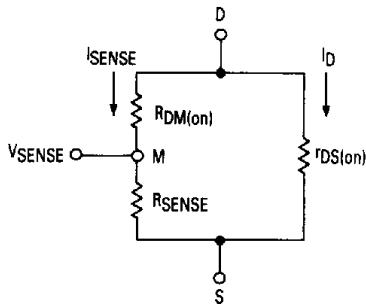 D
ISENSE
ID
RDM(on)
VSENSE
M
rDS(on)
RSENSE
S